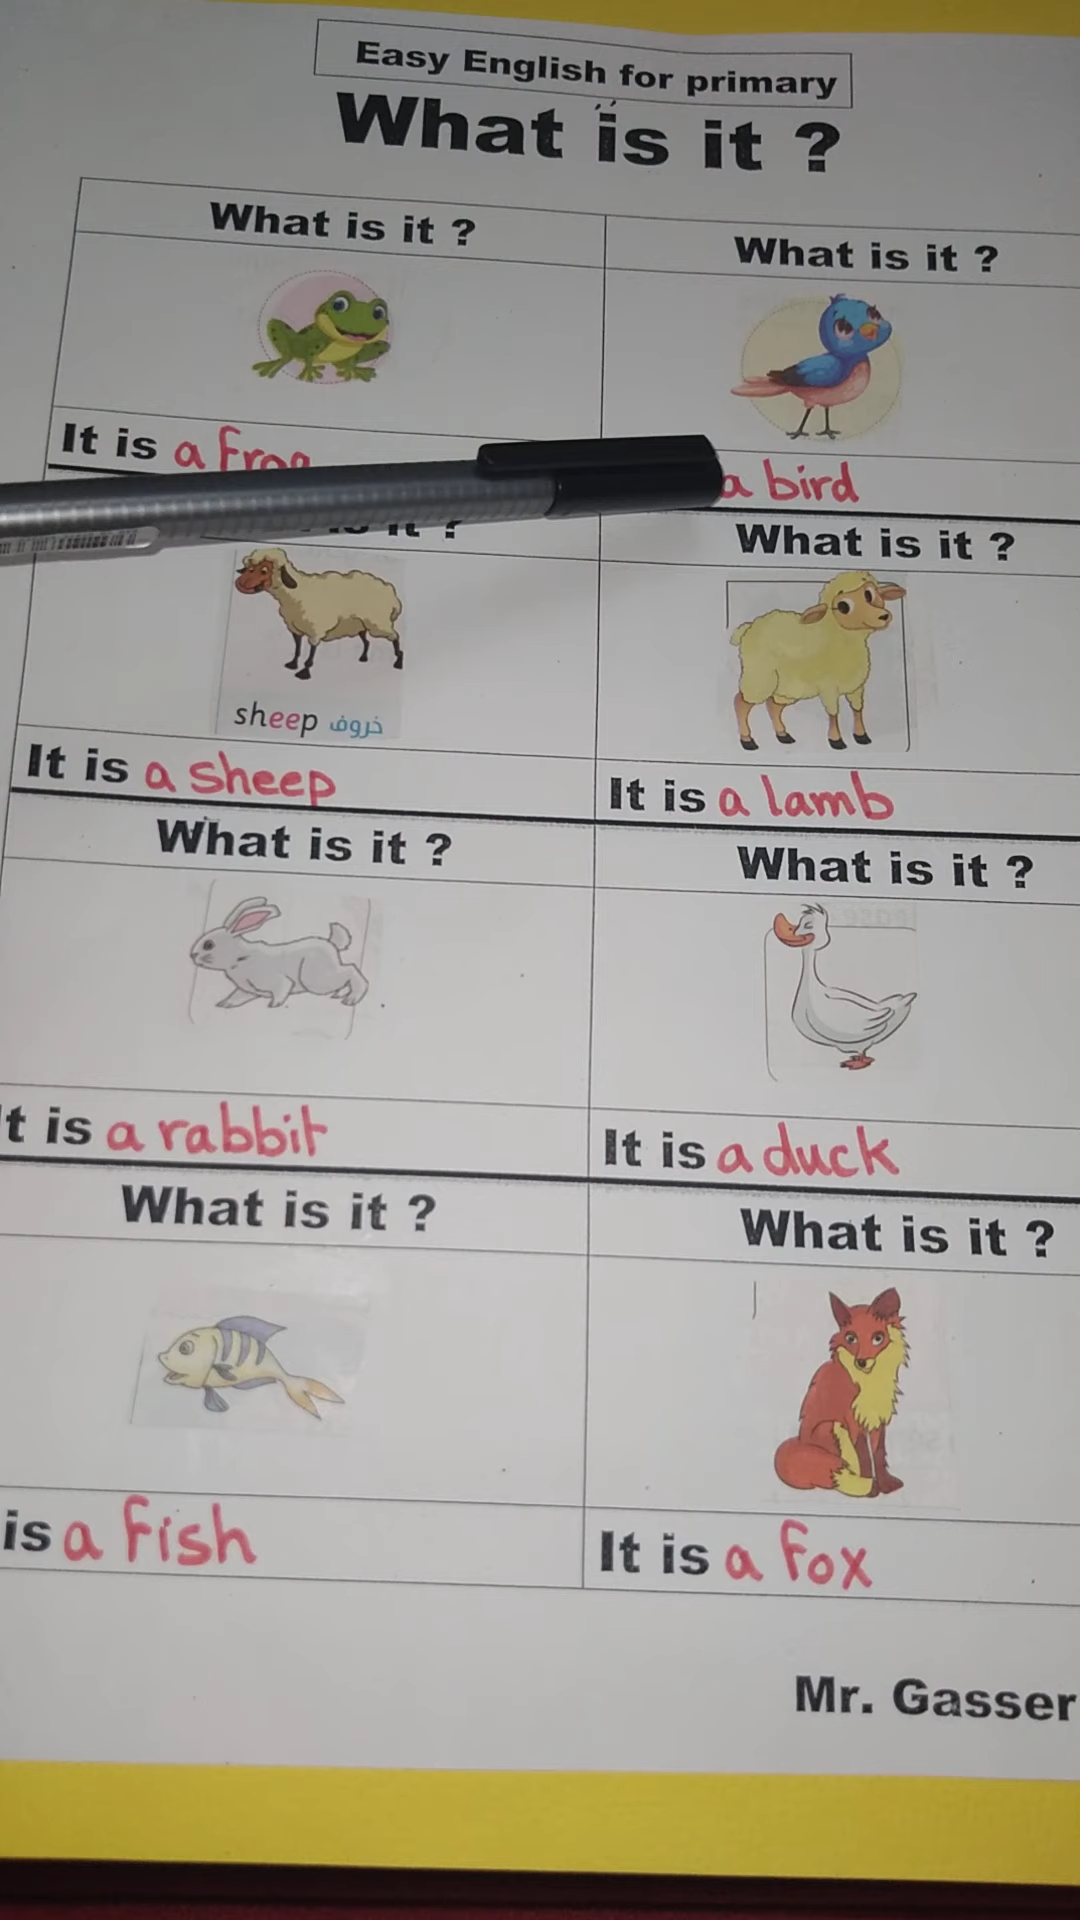 Easy English for primary
What is it ?
What is it ?
What is it ?
It is a frog
a bird
is it ?
What is it ?
sheep خروف
It is a sheep
It is a lamb
What is it ?
What is it ?
t is a rabbit
It is a duck
What is it ?
What is it ?
is a fish
It is a fox
Mr. Gasser